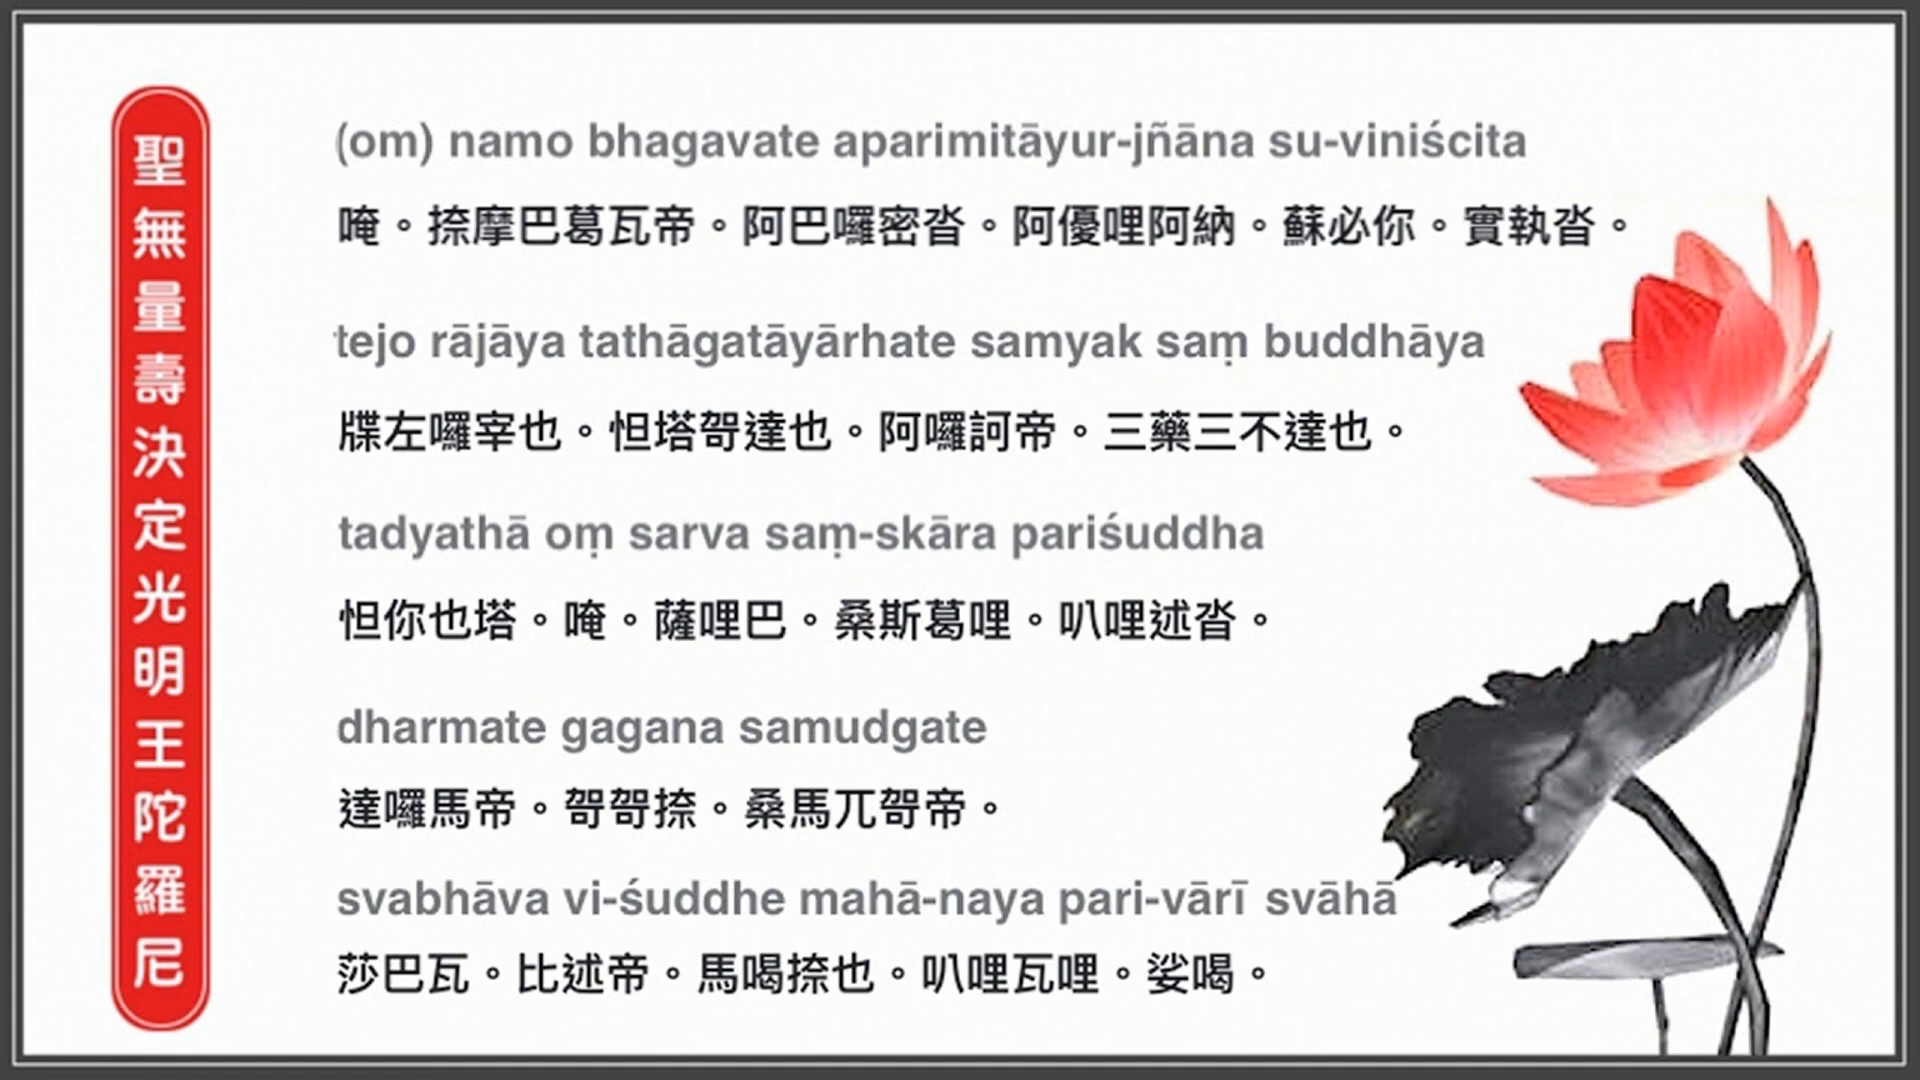 聖無量壽決定光明王陀羅尼
(om) namo bhagavate aparimitāyur-jñāna su-viniścita
唵。捺摩巴葛瓦帝。阿巴囉密沓。阿優哩阿納。蘇必你。實執沓。
tejo rājāya tathāgatāyārhate samyak saṃ buddhāya
牒左囉宰也。怛塔哿達也。阿囉訶帝。三藥三不達也。
tadyathā oṃ sarva saṃ-skāra pariśuddha
怛你也塔。唵。薩哩巴。桑斯葛哩。叭哩述沓。
dharmate gagana samudgate
達囉馬帝。哿哿捺。桑馬兀哿帝。
svabhāva vi-śuddhe mahā-naya pari-vārī svāhā
莎巴瓦。比述帝。馬喝捺也。叭哩瓦哩。娑喝。